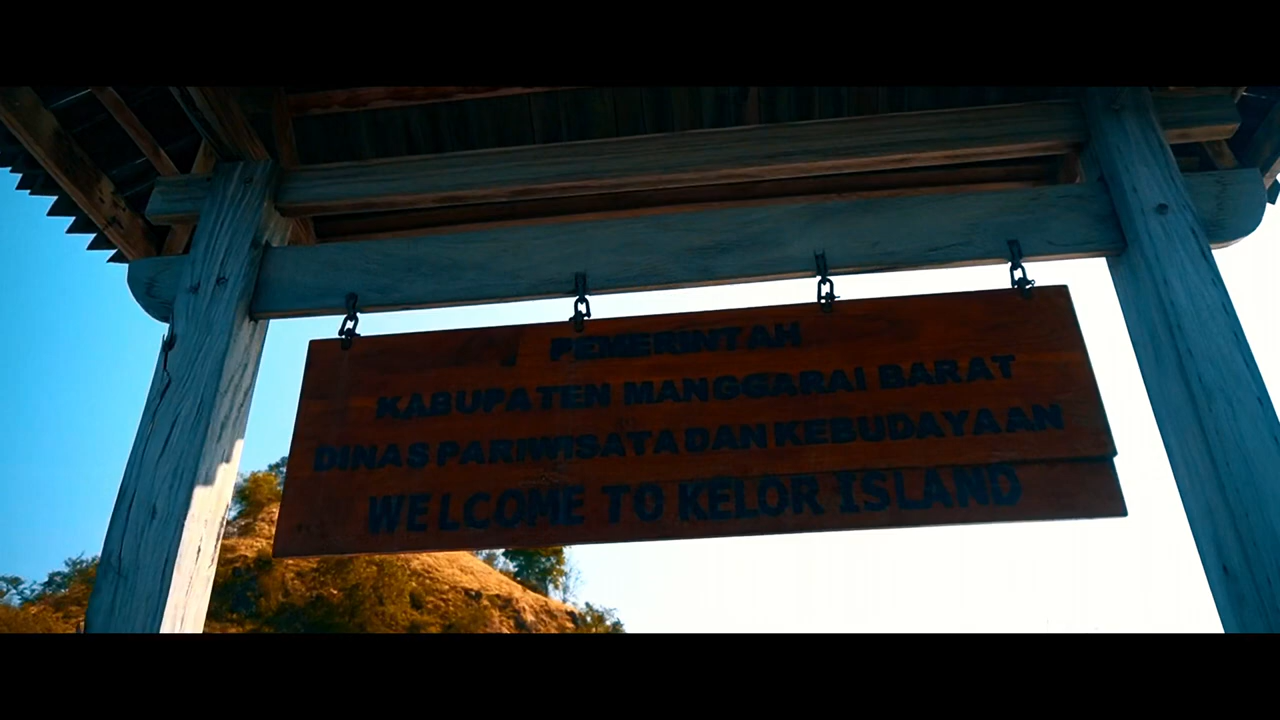 PEMERINTAH
KABUPATEN MANGGARAI BARAT
DINAS PARIWISATA DAN KEBUDAYAAN
WELCOME TO KELOR ISLAND